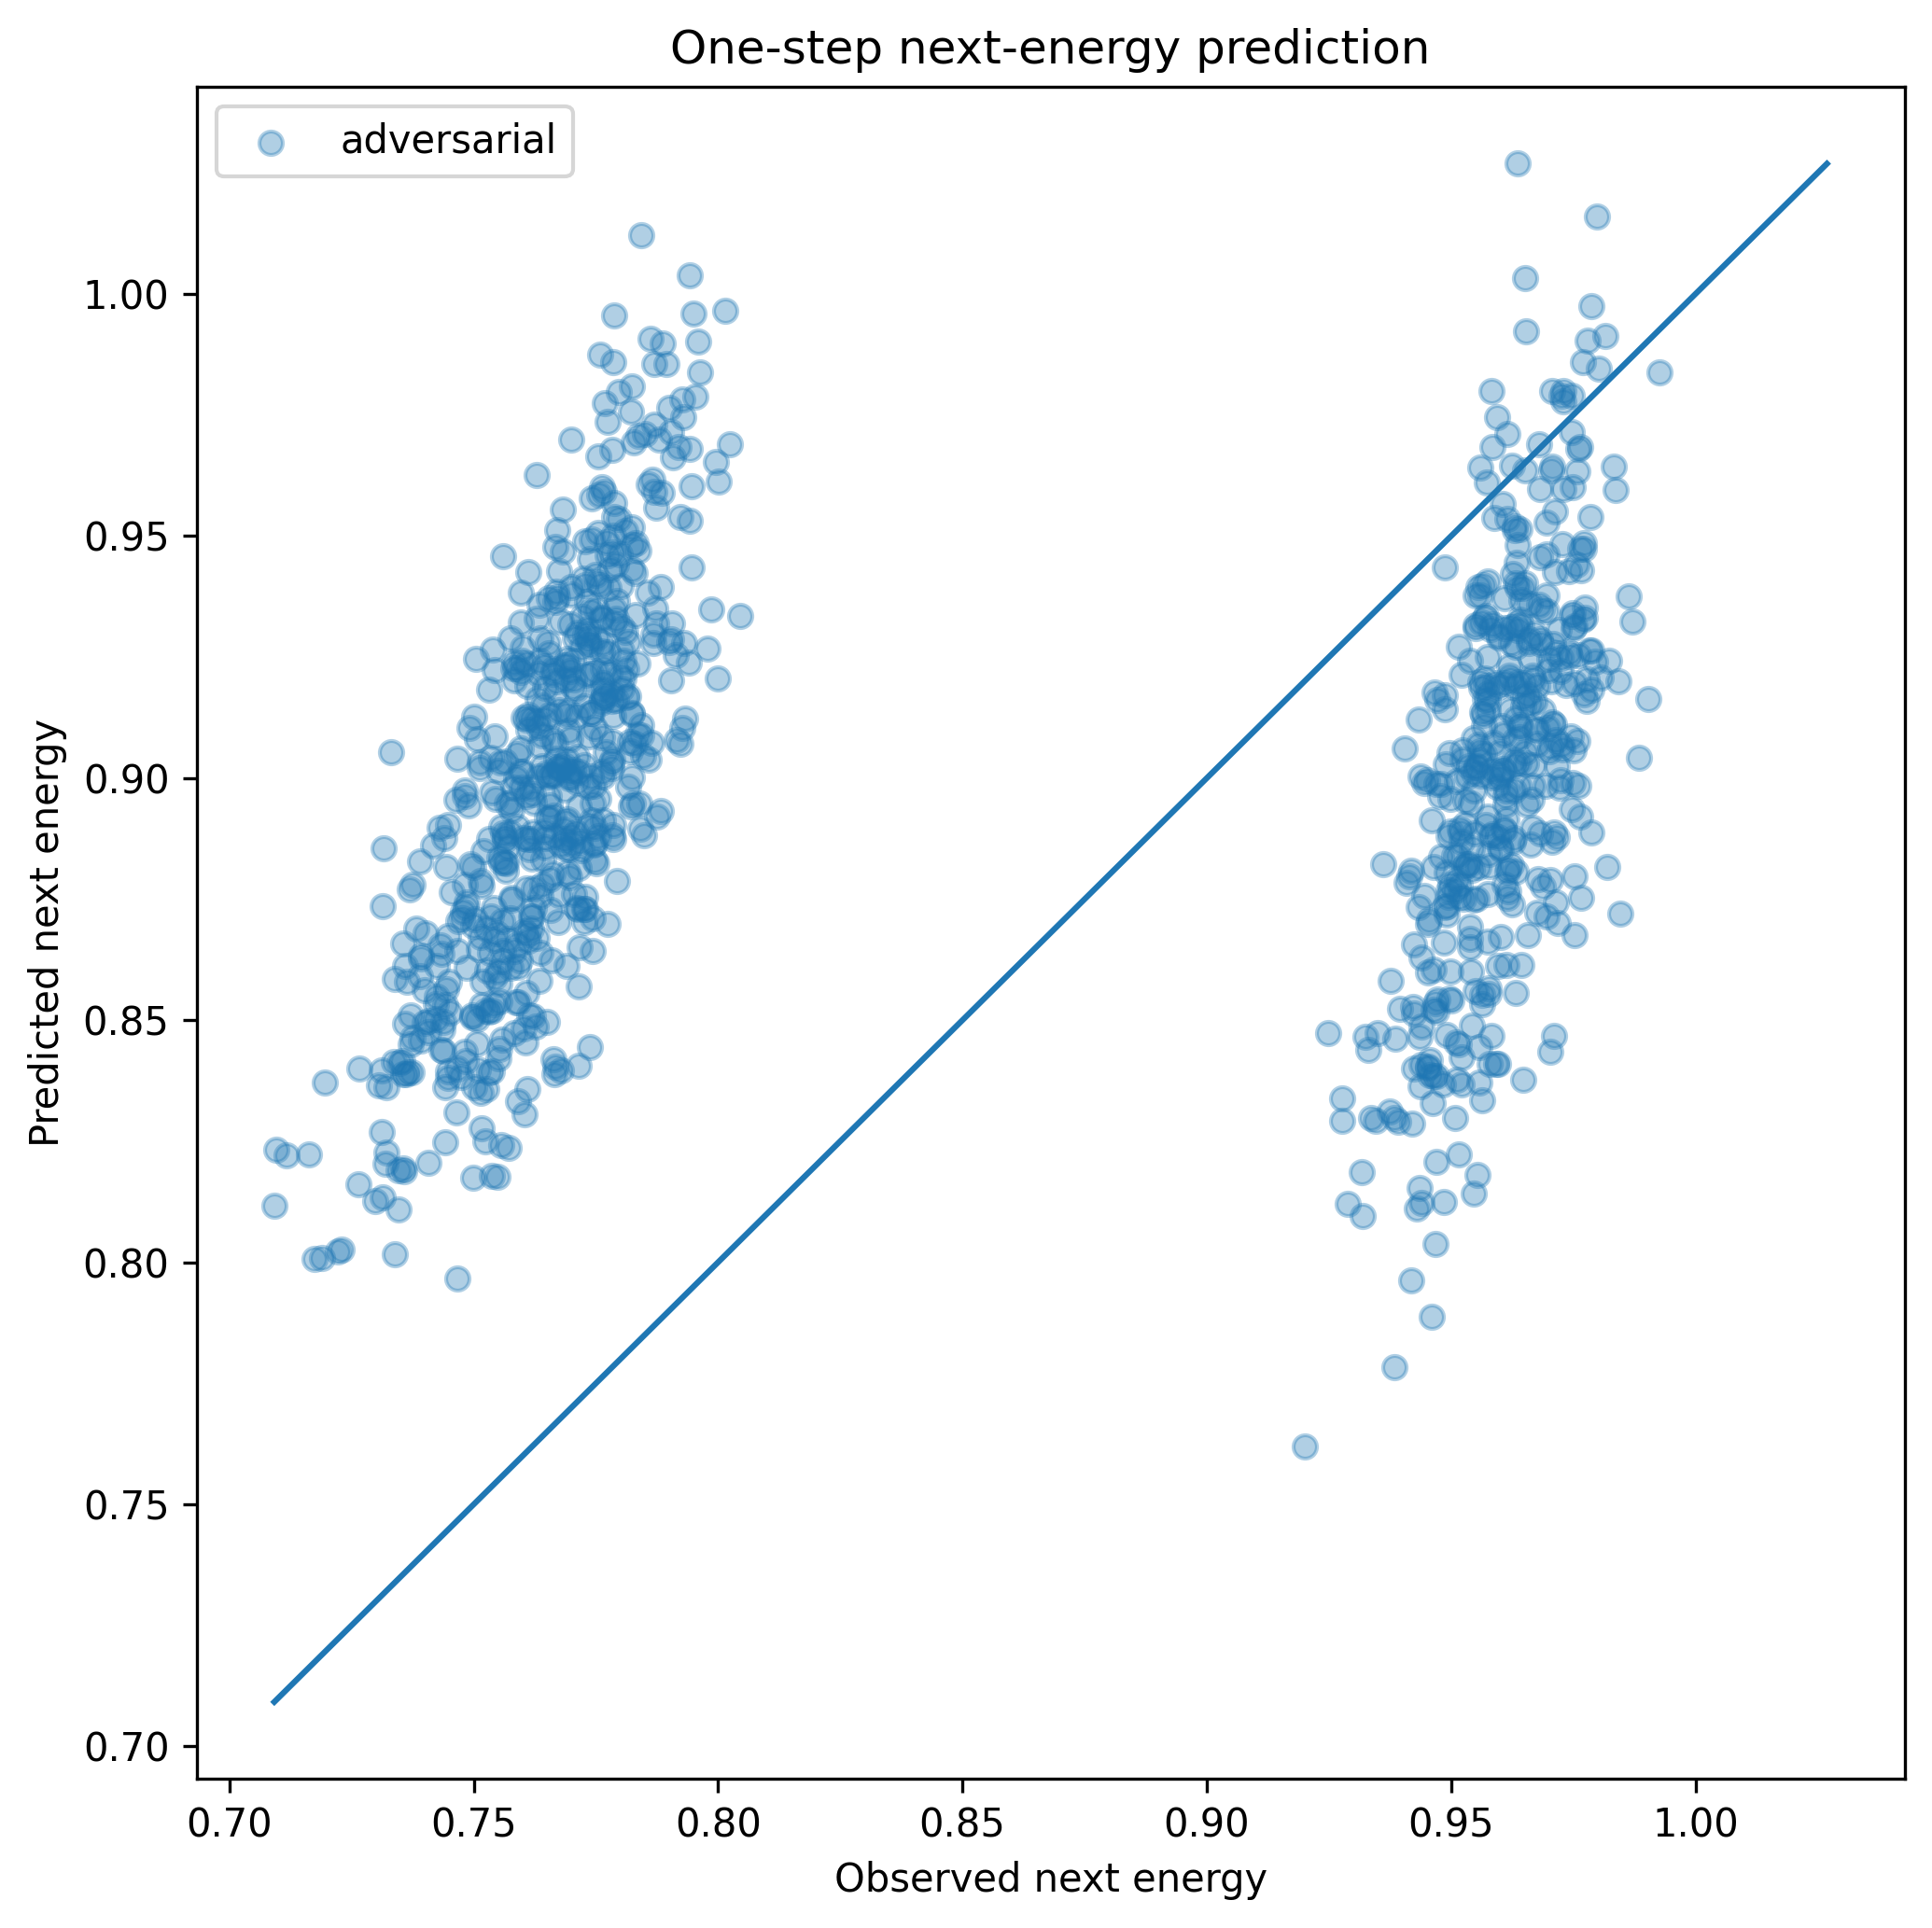 One-step next-energy prediction
adversarial
Predicted next energy
1.00
0.95
0.90
0.85
0.80
0.75
0.70
0.70 0.75 0.80 0.85 0.90 0.95 1.00
Observed next energy